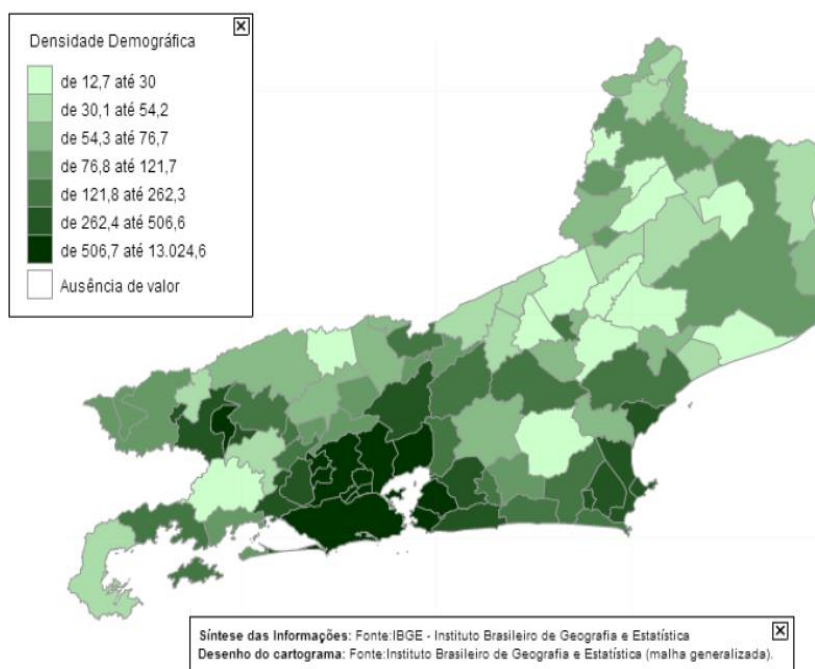 Densidade Demográfica
de 12,7 até 30
de 30,1 até 54,2
de 54,3 até 76,7
de 76,8 até 121,7
de 121,8 até 262,3
de 262,4 até 506,6
de 506,7 até 13.024,6
Ausência de valor
Síntese das Informações: Fonte:IBGE - Instituto Brasileiro de Geografia e Estatística
Desenho do cartograma: Fonte:Instituto Brasileiro de Geografia e Estatística (malha generalizada).